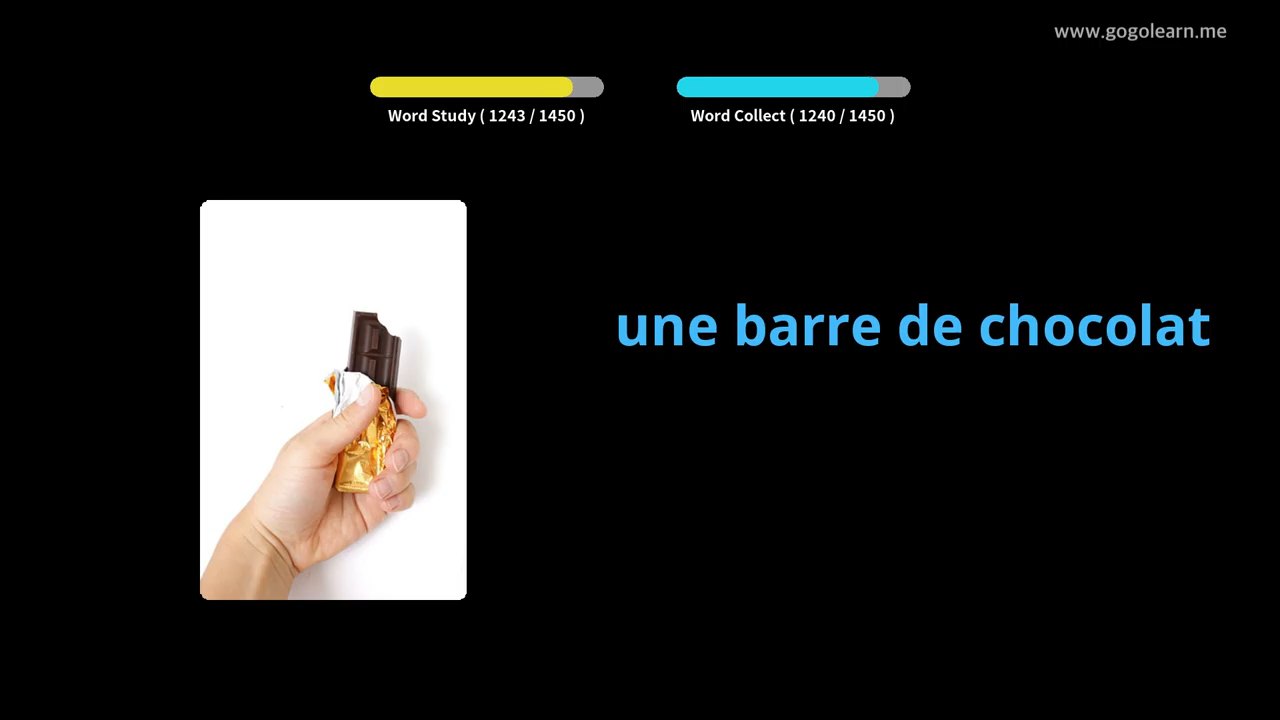 www.gogolearn.me
Word Study ( 1243 / 1450 )
Word Collect ( 1240 / 1450 )
une barre de chocolat